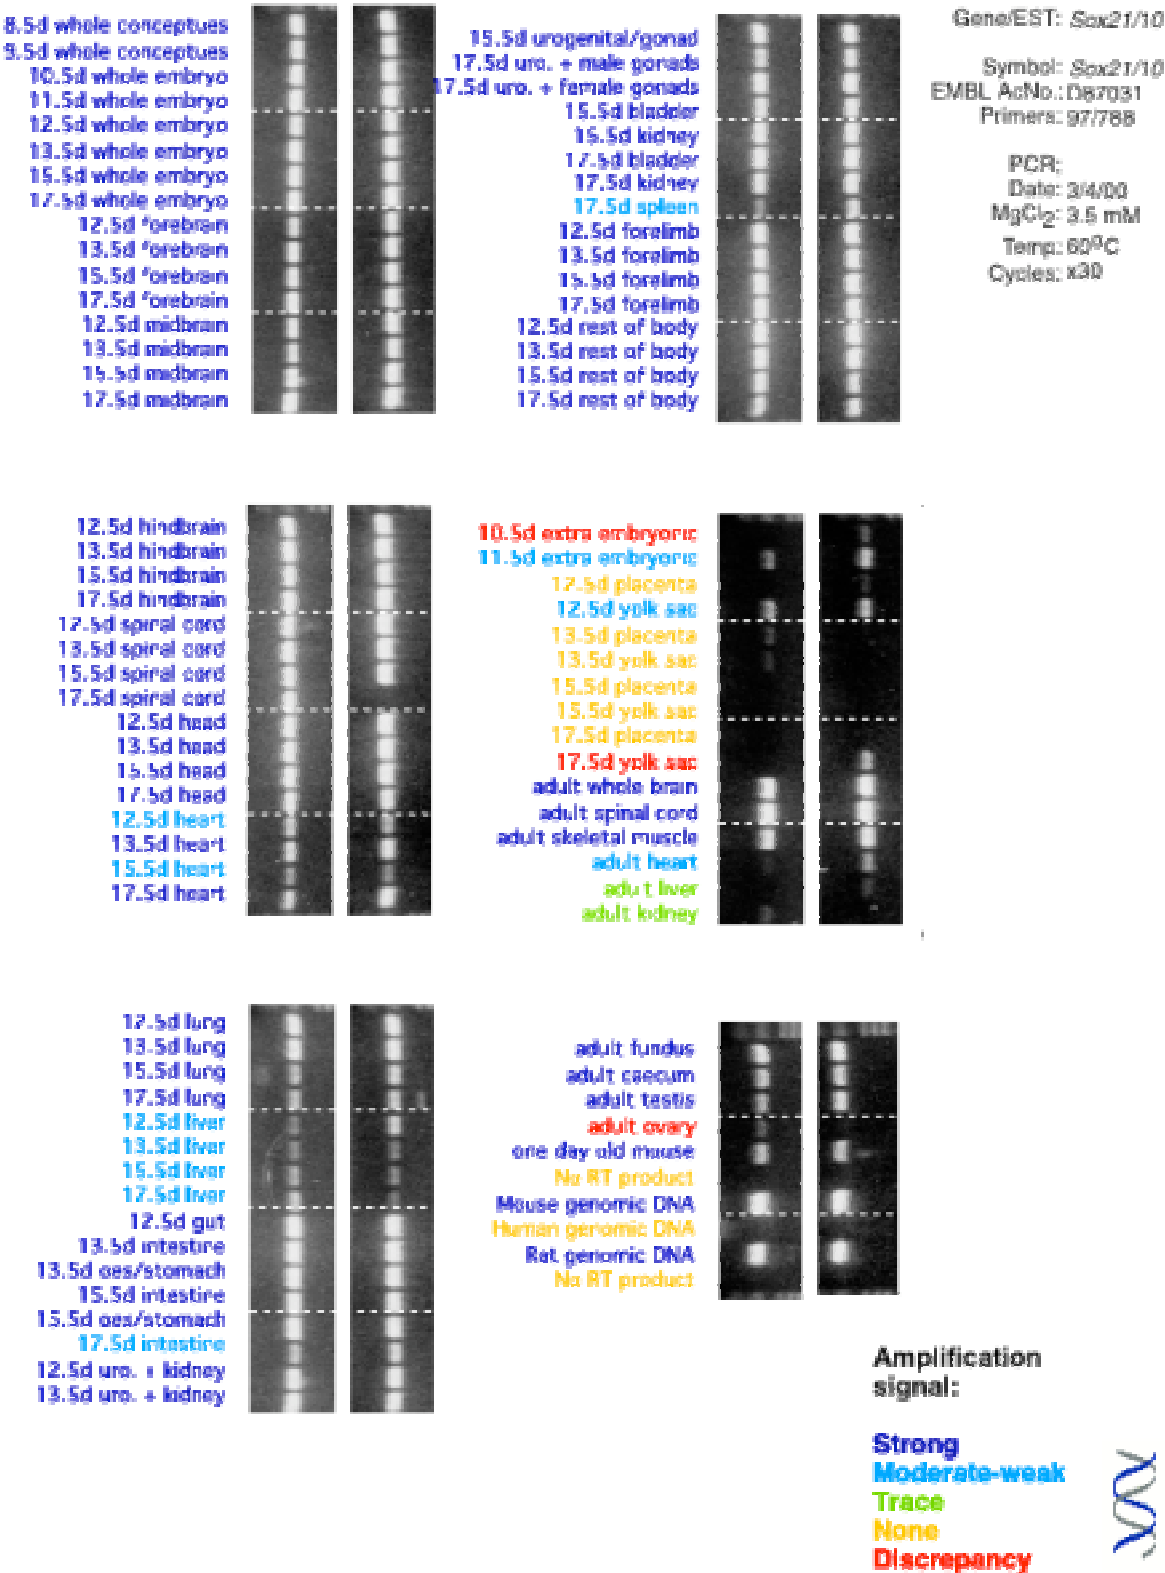 8.5d whole conceptues
9.5d whole conceptues
10.5d whole embryo
11.5d whole embryo
12.5d whole embryo
13.5d whole embryo
15.5d whole embryo
17.5d whole embryo
12.5d forebrain
13.5d forebrain
15.5d forebrain
17.5d forebrain
12.5d midbrain
13.5d midbrain
15.5d midbrain
17.5d midbrain
15.5d urogenital/gonad
17.5d uro. + male gonads
17.5d uro. + female gonads
15.5d bladder
15.5d kidney
17.5d bladder
17.5d kidney
17.5d spleen
12.5d forelimb
13.5d forelimb
15.5d forelimb
17.5d forelimb
12.5d rest of body
13.5d rest of body
15.5d rest of body
17.5d rest of body
Gene/EST: Sox21/10
Symbol: Sox21/10
EMBL AcNo.: D87031
Primers: 97/788
PCR:
Date: 3/4/00
MgCl2: 3.5 mM
Temp: 60°C
Cycles: x30
12.5d hindbrain
13.5d hindbrain
15.5d hindbrain
17.5d hindbrain
12.5d spinal cord
13.5d spinal cord
15.5d spinal cord
17.5d spinal cord
12.5d head
13.5d head
15.5d head
17.5d head
12.5d heart
13.5d heart
15.5d heart
17.5d heart
10.5d extra embryonic
11.5d extra embryonic
12.5d placenta
12.5d yolk sac
13.5d placenta
13.5d yolk sac
15.5d placenta
15.5d yolk sac
17.5d placenta
17.5d yolk sac
adult whole brain
adult spinal cord
adult skeletal muscle
adult heart
adult liver
adult kidney
12.5d lung
13.5d lung
15.5d lung
17.5d lung
12.5d liver
13.5d liver
15.5d liver
17.5d liver
12.5d gut
13.5d intestine
13.5d oes/stomach
15.5d intestine
15.5d oes/stomach
17.5d intestine
12.5d uro. + kidney
13.5d uro. + kidney
adult fundus
adult caecum
adult testis
adult ovary
one day old mouse
No RT product
Mouse genomic DNA
Human genomic DNA
Rat genomic DNA
No RT product
Amplification
signal:
Strong
Moderate-weak
Trace
None
Discrepancy